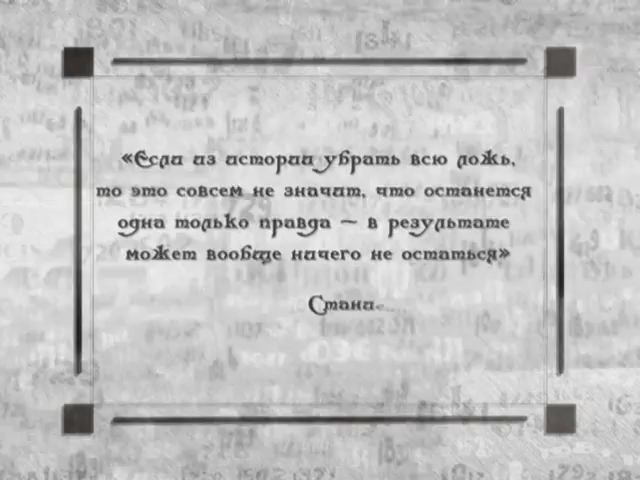 «Если из истории убрать всю ложь,
то это совсем не значит, что останется
одна только правда — в результате
может вообще ничего не остаться»
Стани